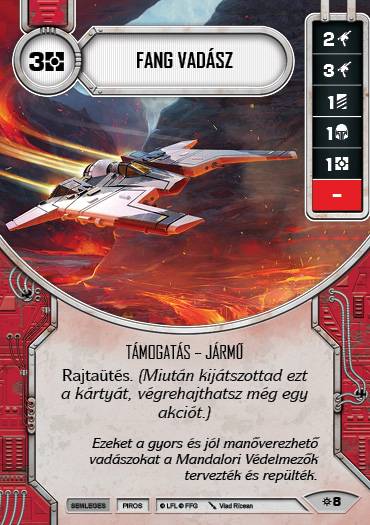 3
FANG VADÁSZ
2
3
1
1
1
–
TÁMOGATÁS – JÁRMŰ
Rajtaütés. (Miután kijátszottad ezt
a kártyát, végrehajthatsz még egy
akciót.)
Ezeket a gyors és jól manőverezhető
vadászokat a Mandalori Védelmezők
tervezték és repülték.
SEMLEGES PIROS © LFL © FFG Vlad Ricean 8